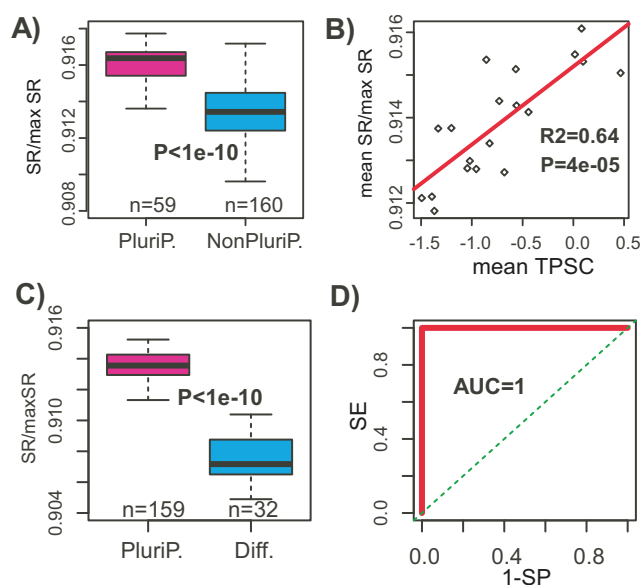 A)
SR/max SR
0.916
0.912
0.908
P<1e-10
n=59
n=160
PluriP.
NonPluriP.
B)
mean SR/max SR
0.916
0.914
0.912
R2=0.64
P=4e-05
-1.5
-1.0
-0.5
0.0
0.5
mean TPSC
C)
SR/maxSR
0.916
0.910
0.904
P<1e-10
n=159
n=32
PluriP.
Diff.
D)
SE
0.8
0.4
0.0
AUC=1
0.0
0.4
0.8
1-SP